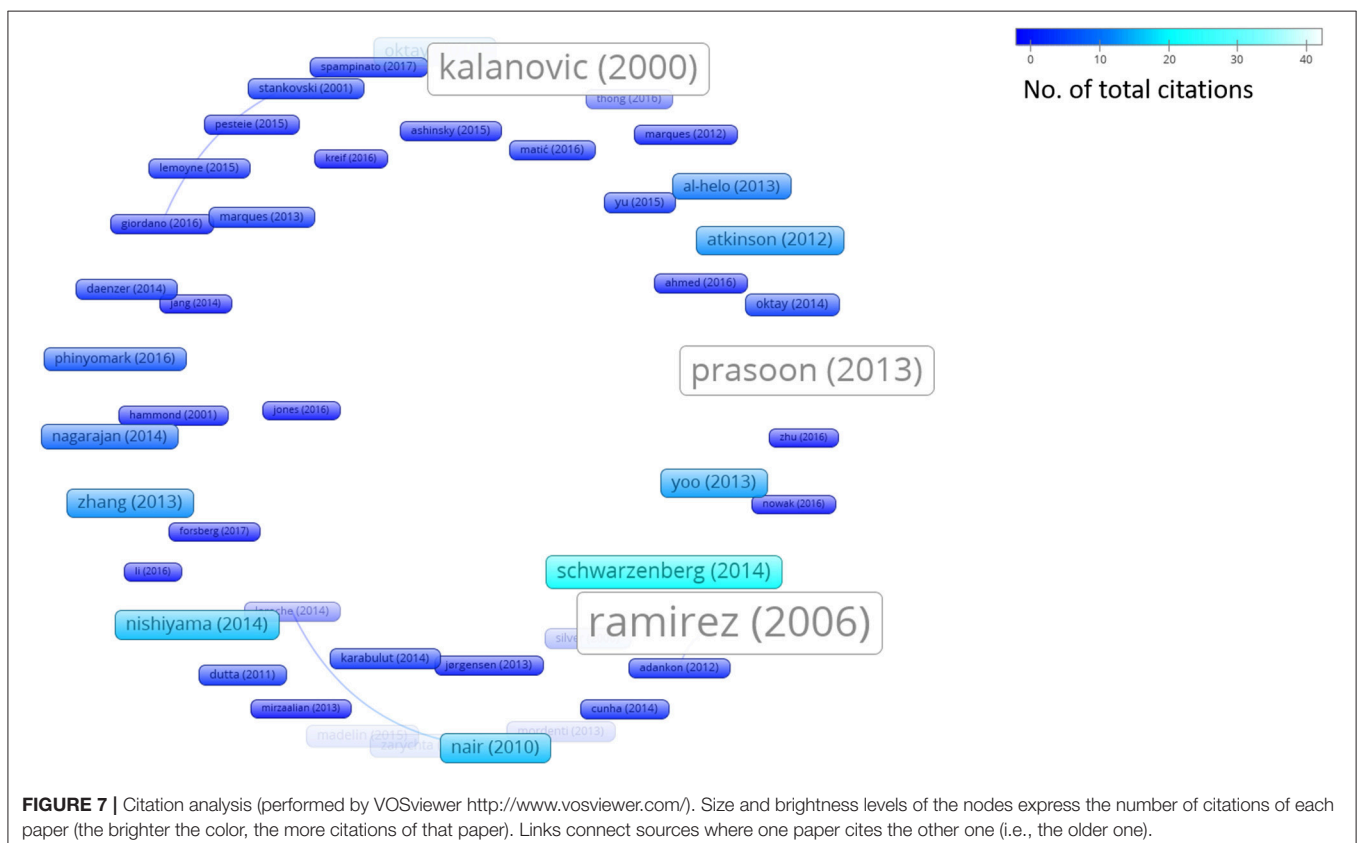 oktay
kalanovic (2000)
spampinato (2017)
stankovski (2001)
thong (2016)
pesteie (2015)
ashinsky (2015)
marques (2012)
matić (2016)
kreif (2016)
lemoyne (2015)
al-helo (2013)
yu (2015)
giordano (2016)
marques (2013)
atkinson (2012)
daenzer (2014)
jang (2014)
ahmed (2016)
oktay (2014)
phinyomark (2016)
prasoon (2013)
hammond (2001)
jones (2016)
nagarajan (2014)
zhu (2016)
zhang (2013)
yoo (2013)
nowak (2016)
forsberg (2017)
li (2016)
schwarzenberg (2014)
(2014)
nishiyama (2014)
ramirez (2006)
karabulut (2014)
jørgensen (2013)
adankon (2012)
dutta (2011)
mirzaalian (2013)
cunha (2014)
madelin (2015)
zarychta
nair (2010)
mordenti (2013)
0 10 20 30 40
No. of total citations
FIGURE 7 | Citation analysis (performed by VOSviewer http://www.vosviewer.com/). Size and brightness levels of the nodes express the number of citations of each
paper (the brighter the color, the more citations of that paper). Links connect sources where one paper cites the other one (i.e., the older one).